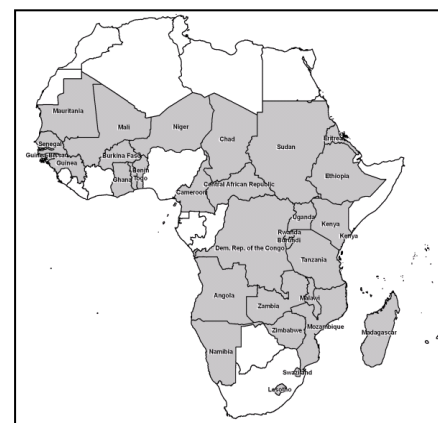 Mauritania
Mali
Niger
Chad
Sudan
Eritrea
Senegal
Guinea Bissau
Guinea
Burkina Faso
Benin
Togo
Ghana
Cameroon
Central African Republic
Ethiopia
Uganda
Kenya
Kenya
Rwanda
Burundi
Dem. Rep. of the Congo
Tanzania
Angola
Malawi
Zambia
Mozambique
Zimbabwe
Madagascar
Namibia
Swaziland
Lesotho